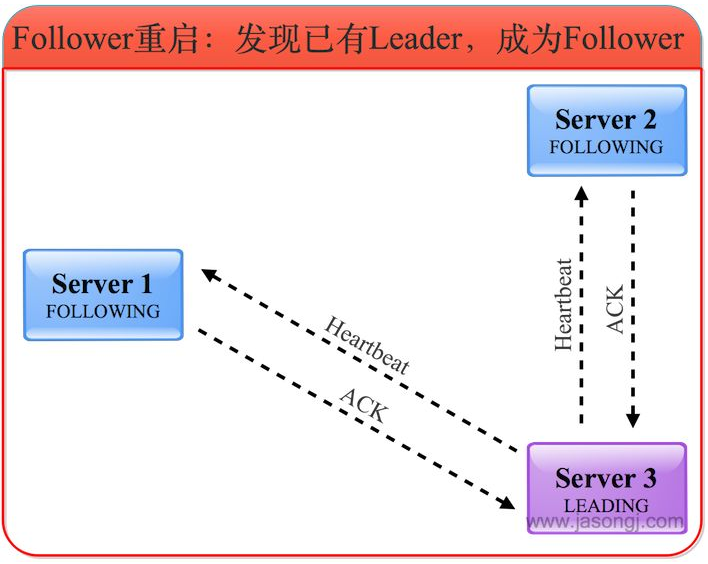 Follower重启：发现已有Leader，成为Follower
Server 2
FOLLOWING
Server 1
FOLLOWING
Heartbeat
ACK
Heartbeat
ACK
Server 3
LEADING
www.jasongj.com